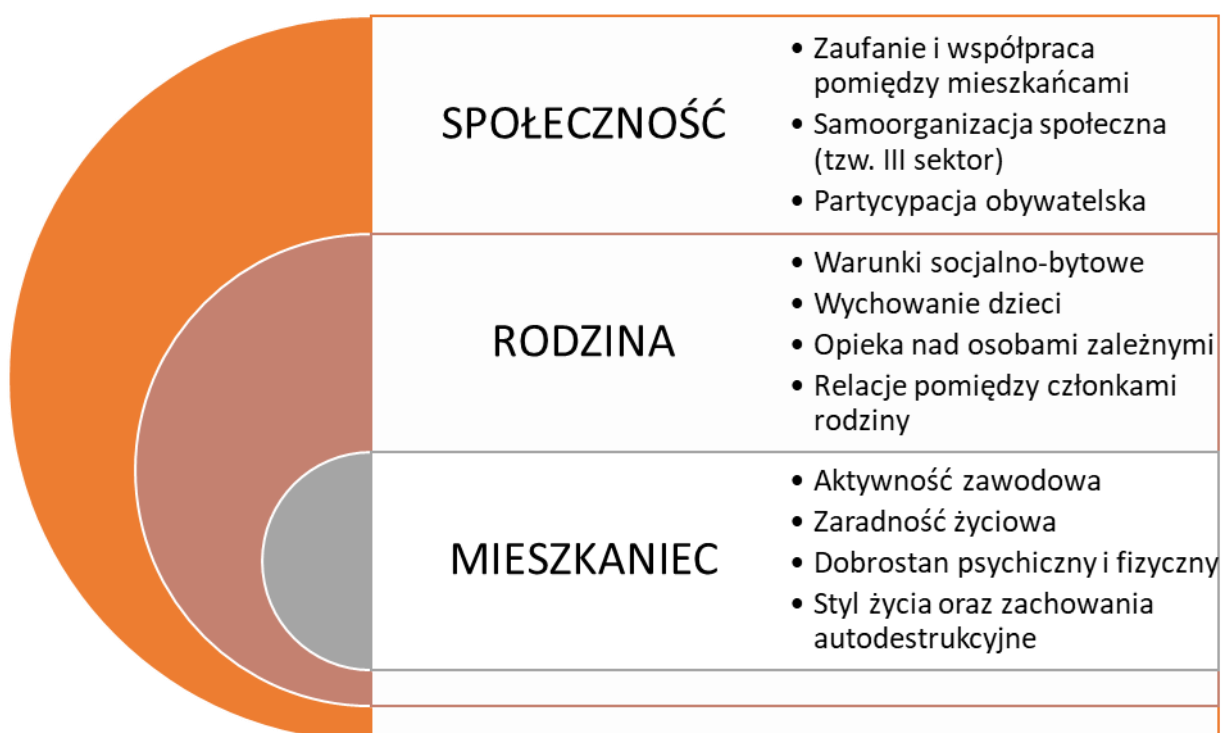 SPOŁECZNOŚĆ
• Zaufanie i współpraca
pomiędzy mieszkańcami
• Samoorganizacja społeczna
(tzw. III sektor)
• Partycypacja obywatelska
RODZINA
• Warunki socjalno-bytowe
• Wychowanie dzieci
• Opieka nad osobami zależnymi
• Relacje pomiędzy członkami
rodziny
MIESZKANIEC
• Aktywność zawodowa
• Zaradność życiowa
• Dobrostan psychiczny i fizyczny
• Styl życia oraz zachowania
autodestrukcyjne